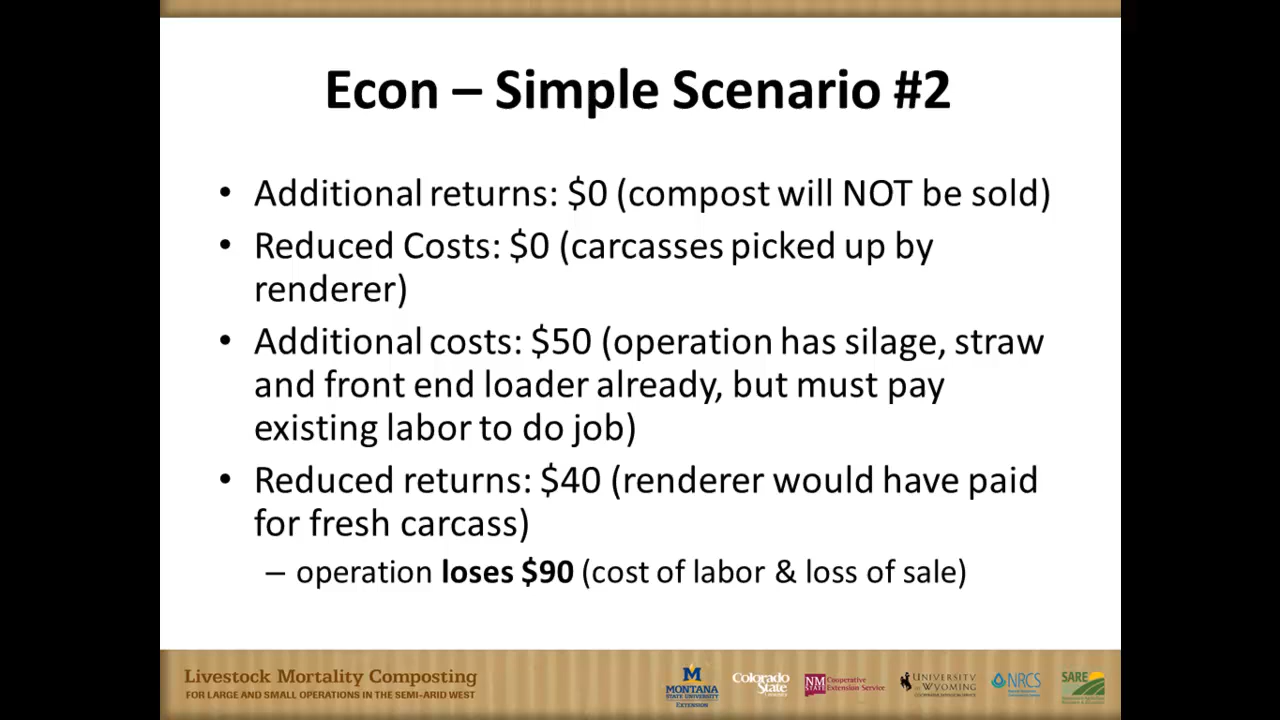 Econ – Simple Scenario #2
• Additional returns: $0 (compost will NOT be sold)
• Reduced Costs: $0 (carcasses picked up by
renderer)
• Additional costs: $50 (operation has silage, straw
and front end loader already, but must pay
existing labor to do job)
• Reduced returns: $40 (renderer would have paid
for fresh carcass)
– operation loses $90 (cost of labor & loss of sale)
Livestock Mortality Composting
FOR LARGE AND SMALL OPERATIONS IN THE SEMI-ARID WEST
M
MONTANA
STATE UNIVERSITY
EXTENSION
Colorado
State
NM
STATE
Cooperative
Extension Service
UNIVERSITY
OF WYOMING
NRCS
SARE